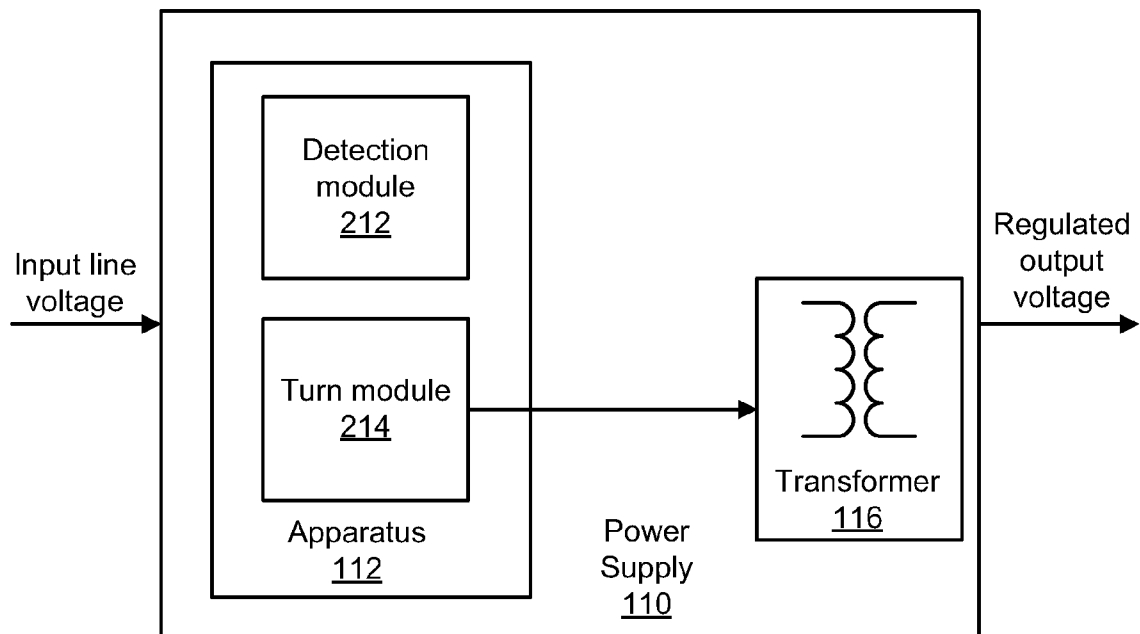 Detection
module
212
Input line
voltage
Turn module
214
Apparatus
112
Power
Supply
110
Transformer
116
Regulated
output
voltage